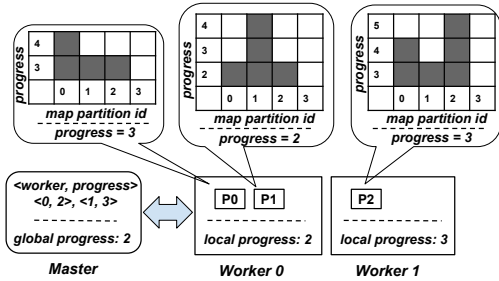 progress
4
3
0 1 2 3
map partition id
progress = 3
progress
4
3
2
0 1 2 3
map partition id
progress = 2
progress
5
4
3
0 1 2 3
map partition id
progress = 3
<worker, progress>
<0, 2>, <1, 3>
global progress: 2
Master
P0 P1
local progress: 2
Worker 0
P2
local progress: 3
Worker 1